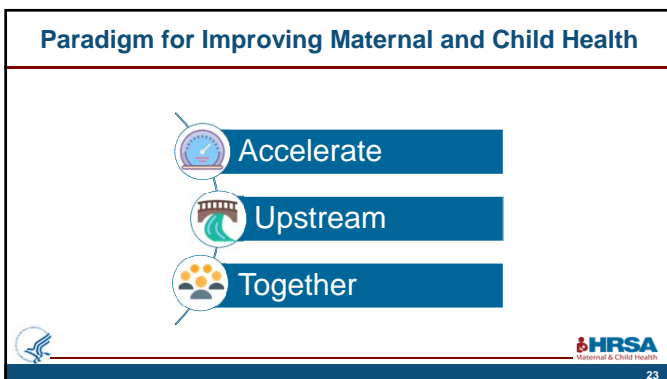 Paradigm for Improving Maternal and Child Health
Accelerate
Upstream
Together
HRSA
Maternal & Child Health
23